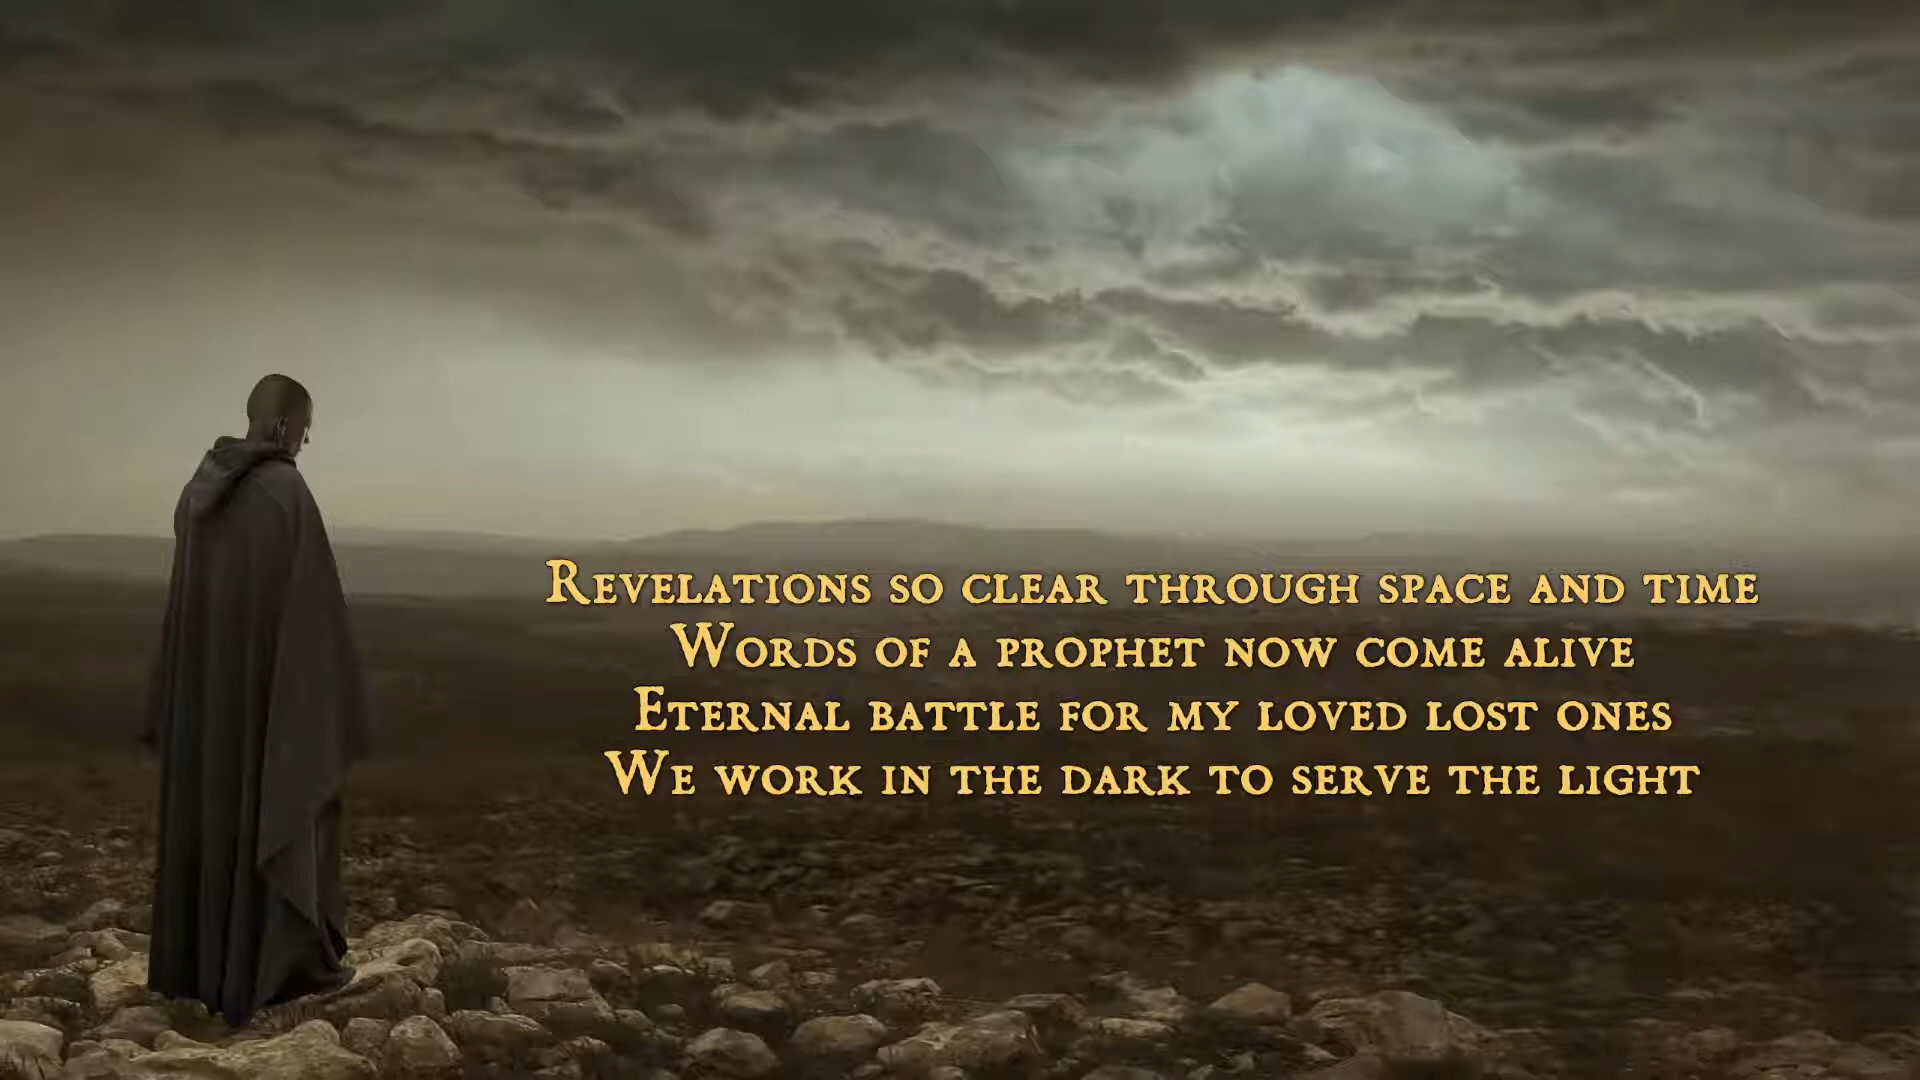 Revelations so clear through space and time
Words of a prophet now come alive
Eternal battle for my loved lost ones
We work in the dark to serve the light